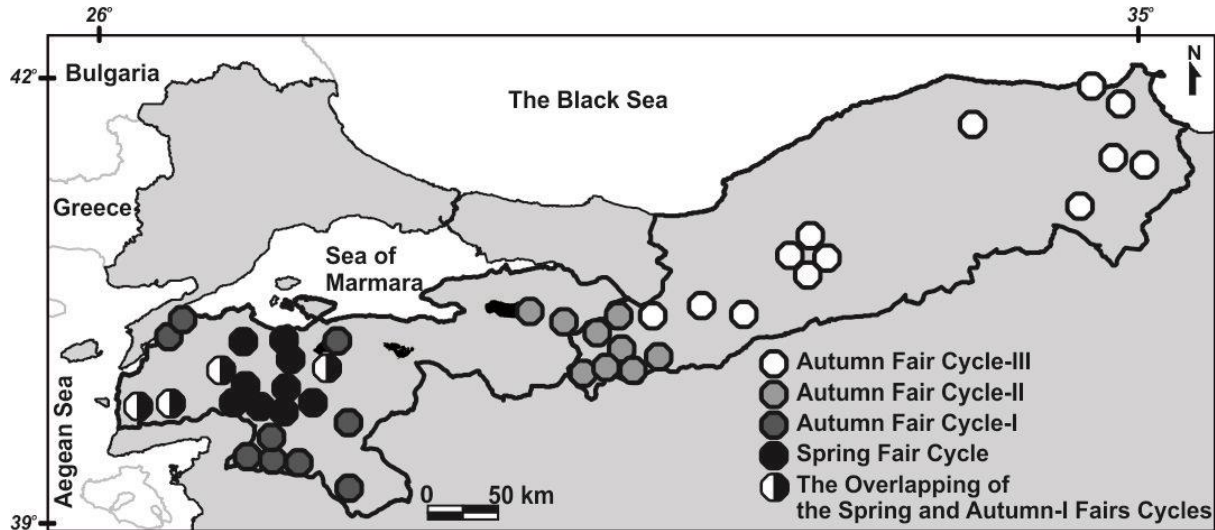 26°
35°
42°
Bulgaria
N
The Black Sea
Greece
Sea of
Marmara
Aegean Sea
Autumn Fair Cycle-III
Autumn Fair Cycle-II
Autumn Fair Cycle-I
Spring Fair Cycle
The Overlapping of
the Spring and Autumn-I Fairs Cycles
0 50 km
39°